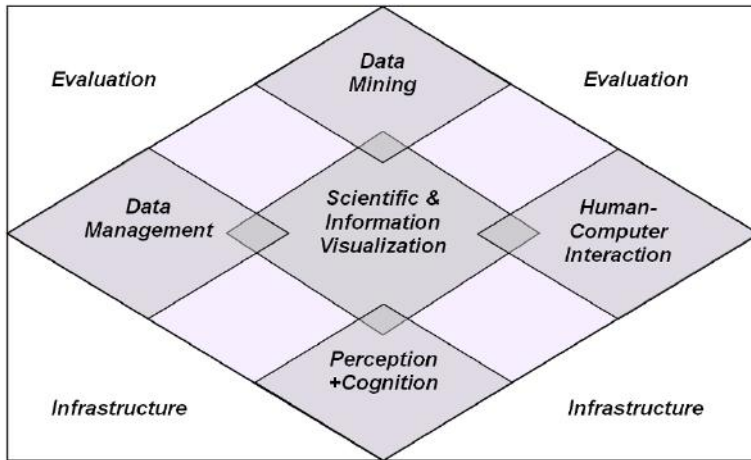 Evaluation
Data
Mining
Evaluation
Data
Management
Scientific &
Information
Visualization
Human-
Computer
Interaction
Perception
+Cognition
Infrastructure
Infrastructure